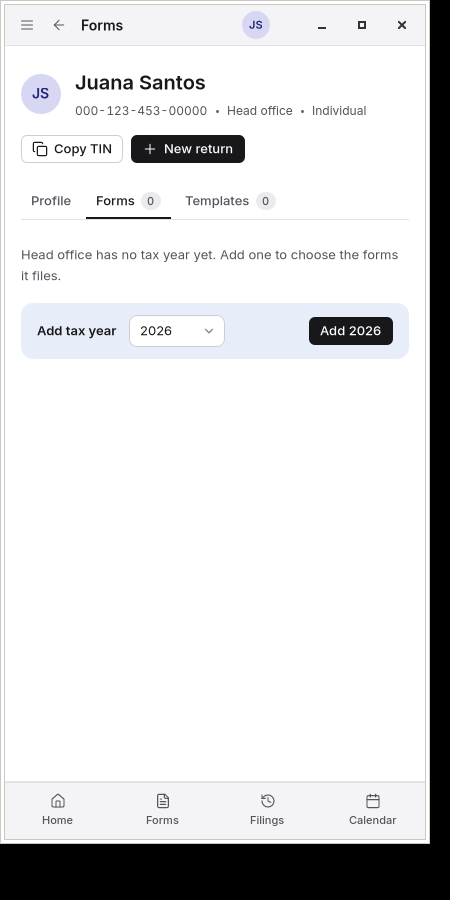 Forms
JS
JS
Juana Santos
000-123-453-00000 • Head office • Individual
Copy TIN
New return
Profile
Forms 0
Templates 0
Head office has no tax year yet. Add one to choose the forms
it files.
Add tax year
2026
Add 2026
Home
Forms
Filings
Calendar